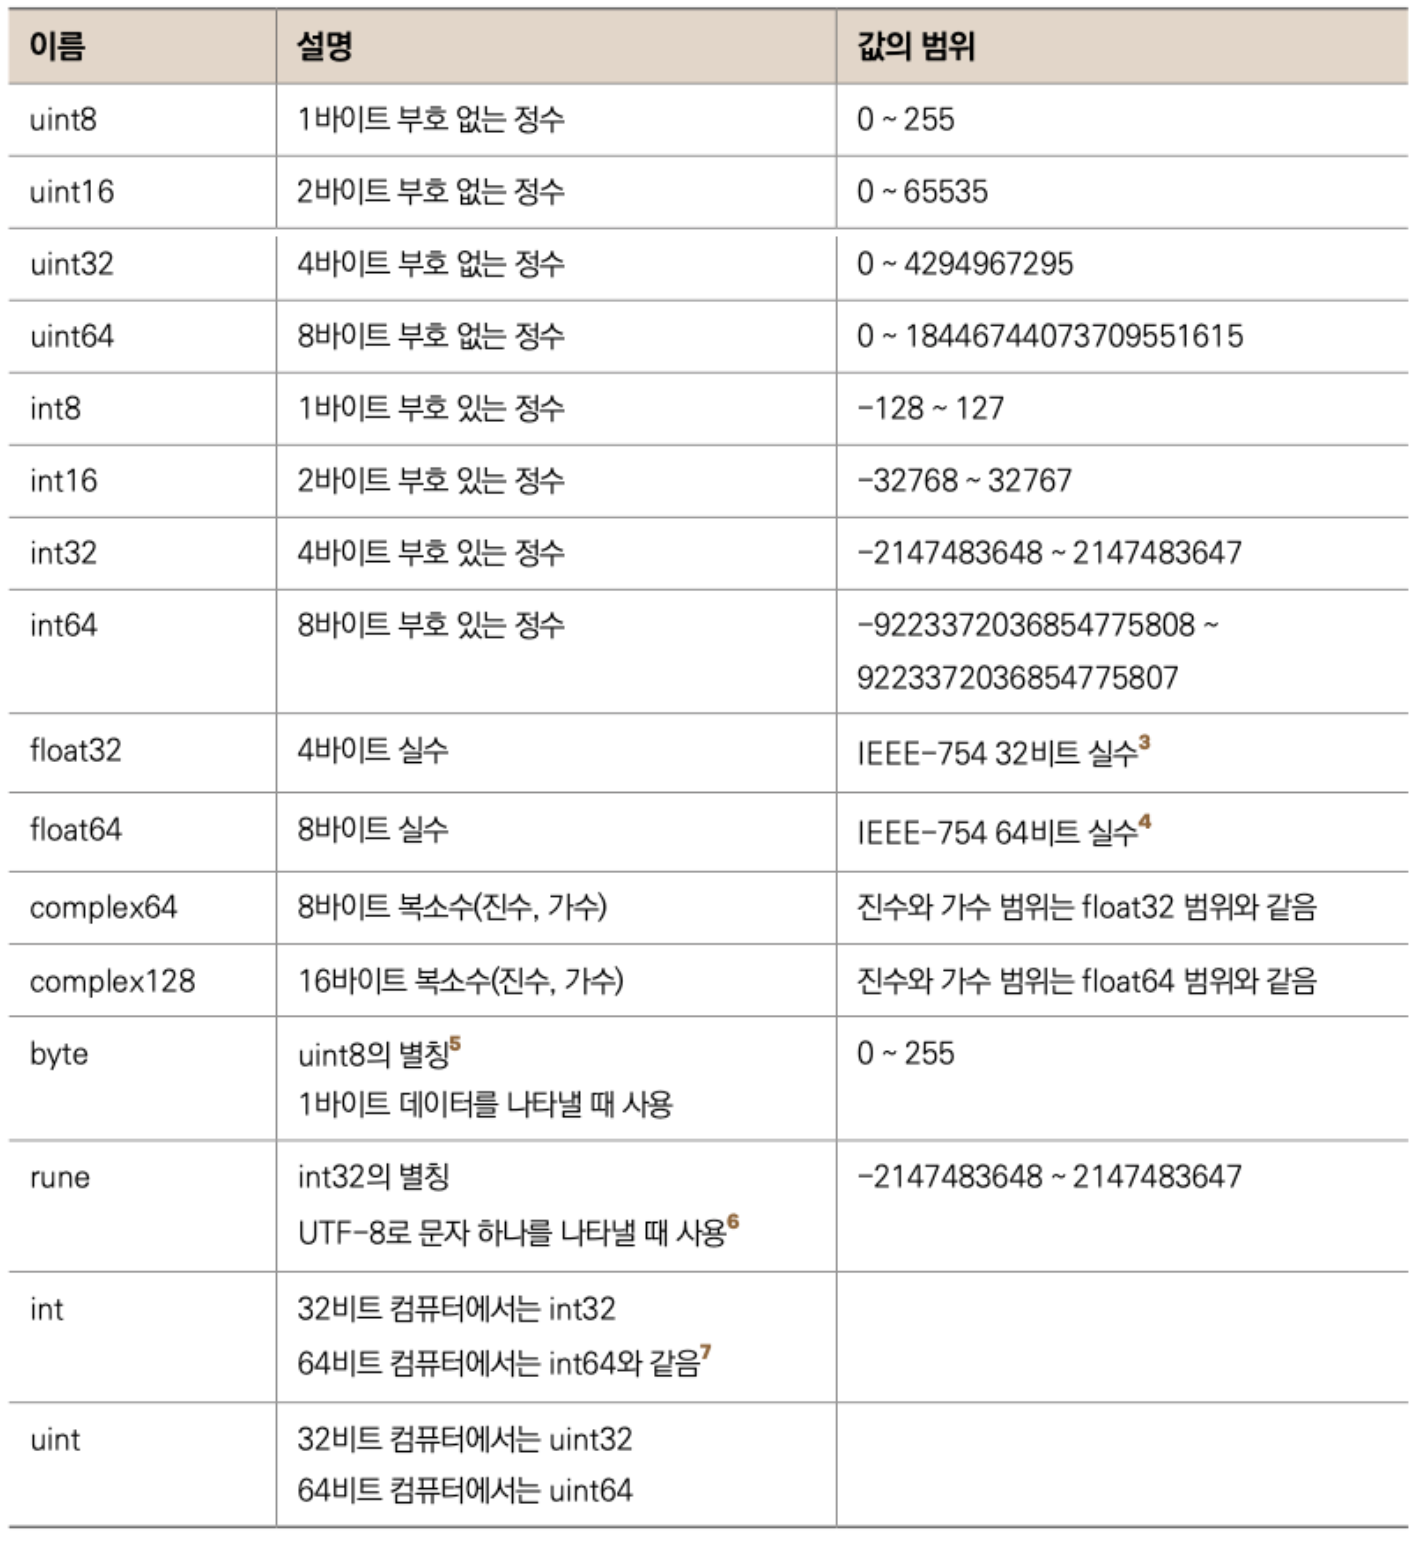 이름 설명 값의 범위
uint8 1바이트 부호 없는 정수 0 ~ 255
uint16 2바이트 부호 없는 정수 0 ~ 65535
uint32 4바이트 부호 없는 정수 0 ~ 4294967295
uint64 8바이트 부호 없는 정수 0 ~ 18446744073709551615
int8 1바이트 부호 있는 정수 -128 ~ 127
int16 2바이트 부호 있는 정수 -32768 ~ 32767
int32 4바이트 부호 있는 정수 -2147483648 ~ 2147483647
int64 8바이트 부호 있는 정수 -9223372036854775808 ~
9223372036854775807
float32 4바이트 실수 IEEE-754 32비트 실수3
float64 8바이트 실수 IEEE-754 64비트 실수4
complex64 8바이트 복소수(진수, 가수) 진수와 가수 범위는 float32 범위와 같음
complex128 16바이트 복소수(진수, 가수) 진수와 가수 범위는 float64 범위와 같음
byte uint8의 별칭5 0 ~ 255
1바이트 데이터를 나타낼 때 사용
rune int32의 별칭 -2147483648 ~ 2147483647
UTF-8로 문자 하나를 나타낼 때 사용6
int 32비트 컴퓨터에서는 int32
64비트 컴퓨터에서는 int64와 같음7
uint 32비트 컴퓨터에서는 uint32
64비트 컴퓨터에서는 uint64